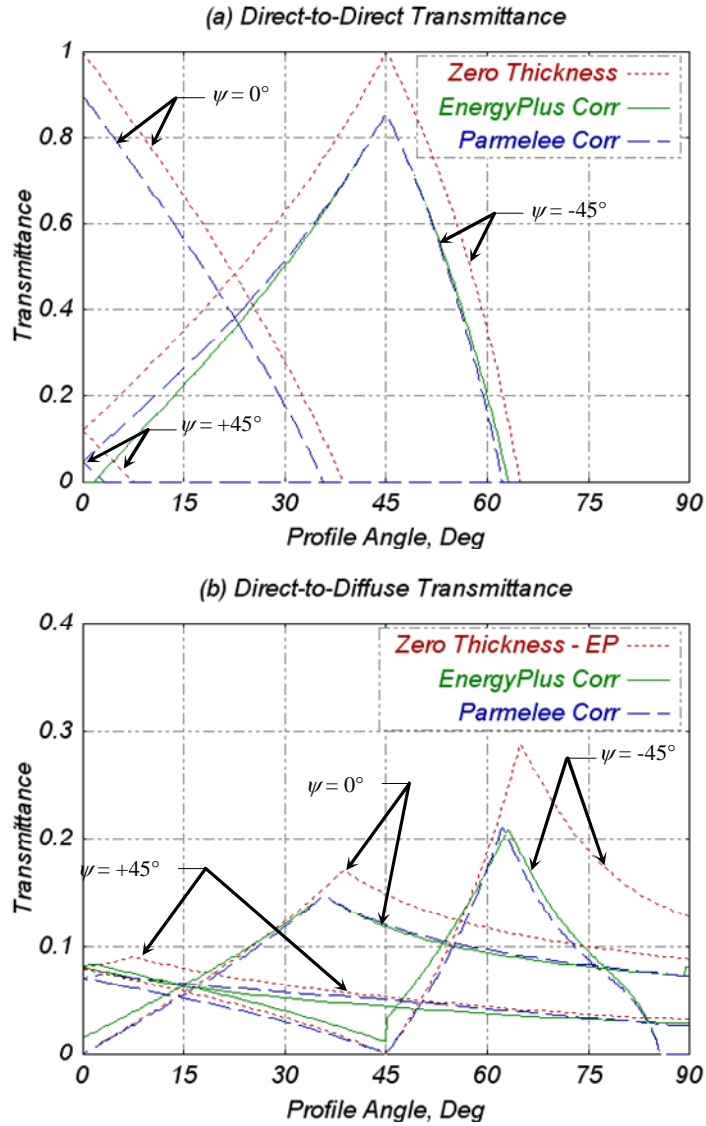 (a) Direct-to-Direct Transmittance
1
0.8
0.6
0.4
0.2
0
Transmittance
Zero Thickness
EnergyPlus Corr
Parmelee Corr
ψ = 0°
ψ = -45°
ψ = +45°
0 15 30 45 60 75 90
Profile Angle, Deg
(b) Direct-to-Diffuse Transmittance
0.4
0.3
0.2
0.1
0
Transmittance
Zero Thickness - EP
EnergyPlus Corr
Parmelee Corr
ψ = -45°
ψ = 0°
ψ = +45°
0 15 30 45 60 75 90
Profile Angle, Deg